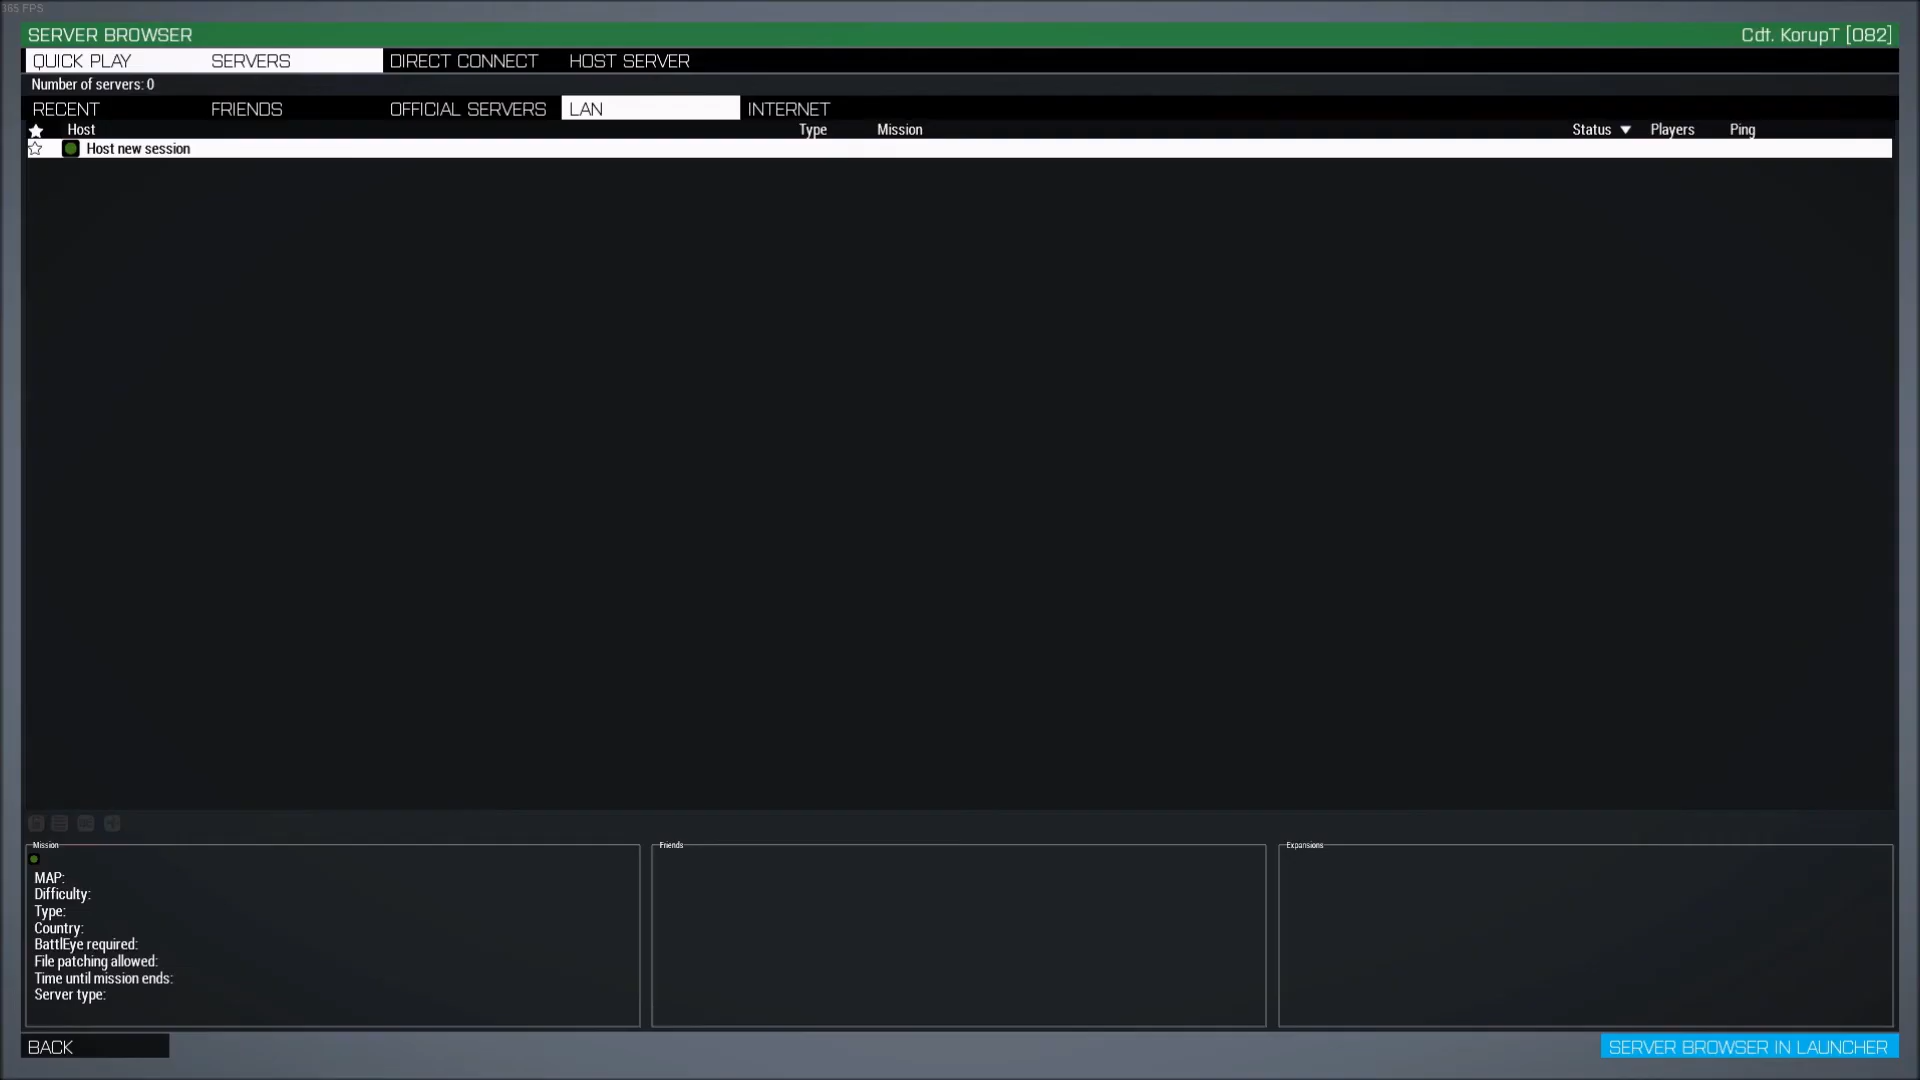 365 FPS
SERVER BROWSER
Cdt. KorupT [082]
QUICK PLAY SERVERS DIRECT CONNECT HOST SERVER
Number of servers: 0
RECENT FRIENDS OFFICIAL SERVERS LAN INTERNET
Host Type Mission Status Players Ping
Host new session
Mission
MAP:
Difficulty:
Type:
Country:
BattlEye required:
File patching allowed:
Time until mission ends:
Server type:
Friends
Expansions
BACK
SERVER BROWSER IN LAUNCHER